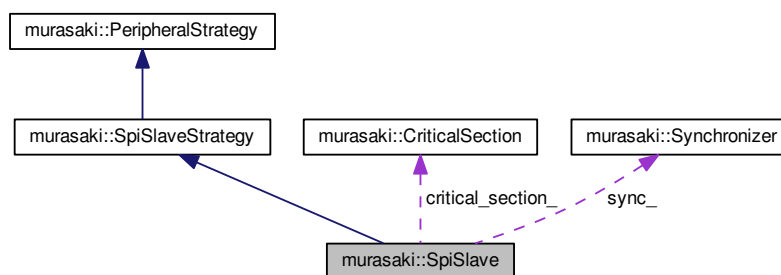 murasaki::PeripheralStrategy
murasaki::SpiSlaveStrategy
murasaki::CriticalSection
murasaki::Synchronizer
critical_section_
sync_
murasaki::SpiSlave